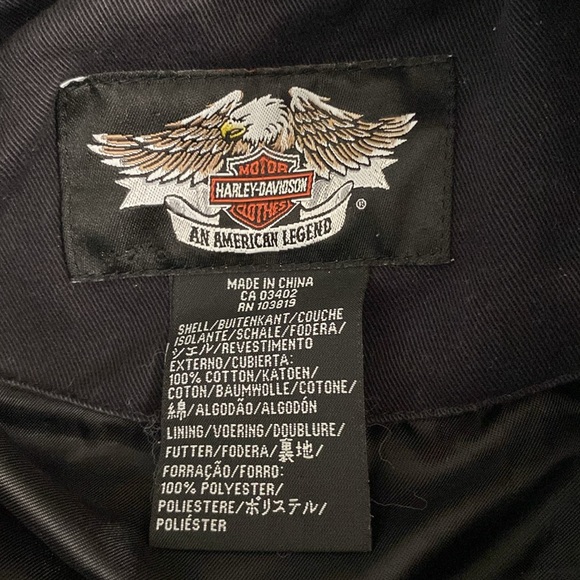 MOTOR
HARLEY-DAVIDSON
CLOTHES
®
AN AMERICAN LEGEND
MADE IN CHINA
CA 03402
RN 103819
SHELL/BUITENKANT/COUCHE
ISOLANTE/SCHALE/FODERA/
シェル/REVESTIMENTO
EXTERNO/CUBIERTA:
100% COTTON/KATOEN/
COTON/BAUMWOLLE/COTONE/
綿/ALGODÃO/ALGODÓN
LINING/VOERING/DOUBLURE/
FUTTER/FODERA/裏地/
FORRAÇÃO/FORRO:
100% POLYESTER/
POLIESTERE/ポリステル/
POLIÉSTER